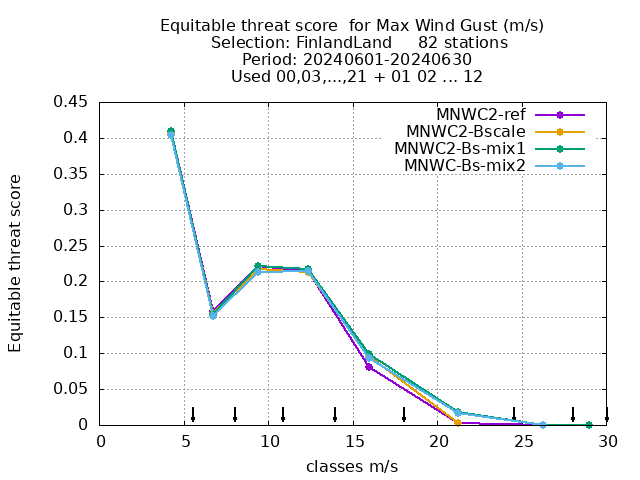 Equitable threat score  for Max Wind Gust (m/s)
Selection: FinlandLand     82 stations
Period: 20240601-20240630
Used 00,03,...,21 + 01 02 ... 12
MNWC2-ref
MNWC2-Bscale
MNWC2-Bs-mix1
MNWC-Bs-mix2
Equitable threat score
0.45
0.4
0.35
0.3
0.25
0.2
0.15
0.1
0.05
0
0 5 10 15 20 25 30
classes m/s